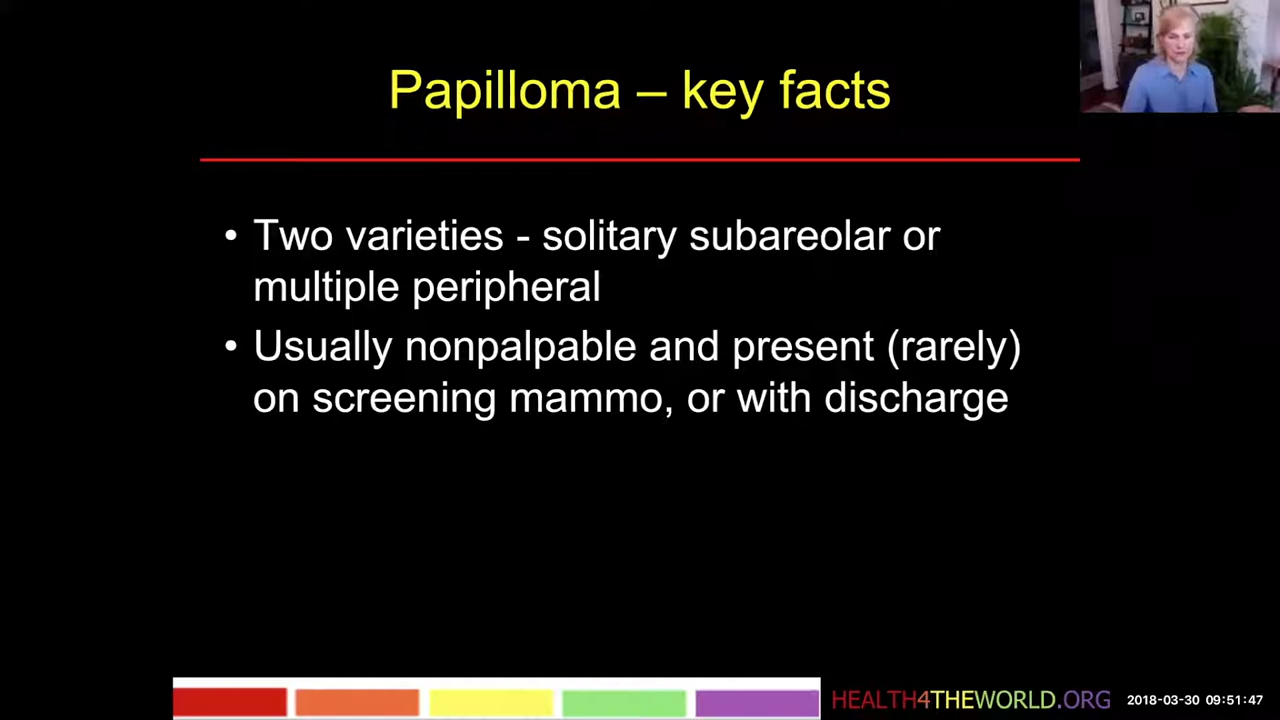 Papilloma – key facts
• Two varieties - solitary subareolar or
multiple peripheral
• Usually nonpalpable and present (rarely)
on screening mammo, or with discharge
HEALTH4THEWORLD.ORG
2018-03-30 09:51:47